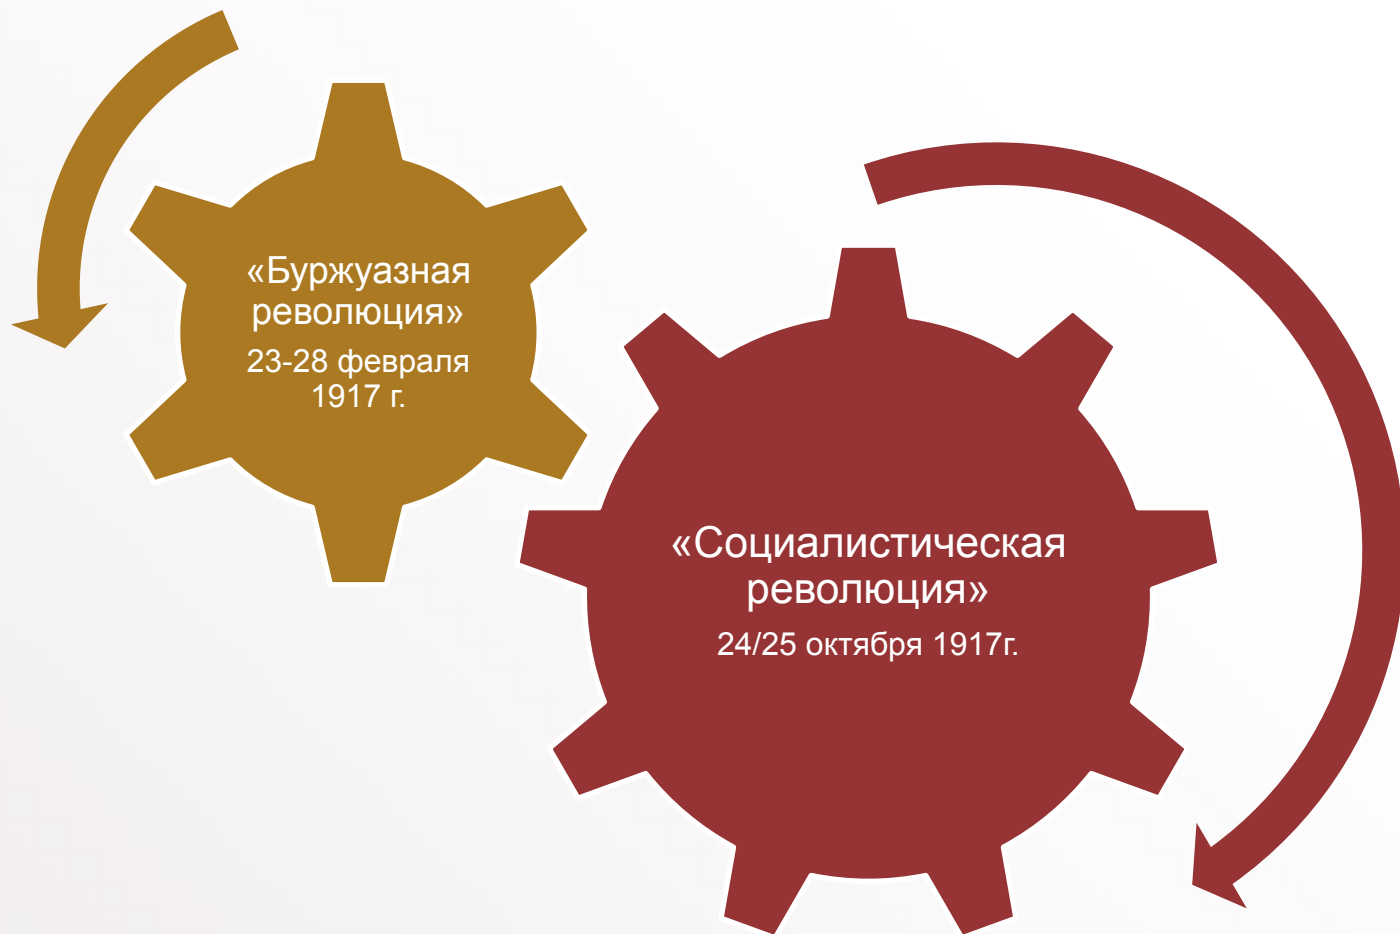 «Буржуазная
революция»
23-28 февраля
1917 г.
«Социалистическая
революция»
24/25 октября 1917г.